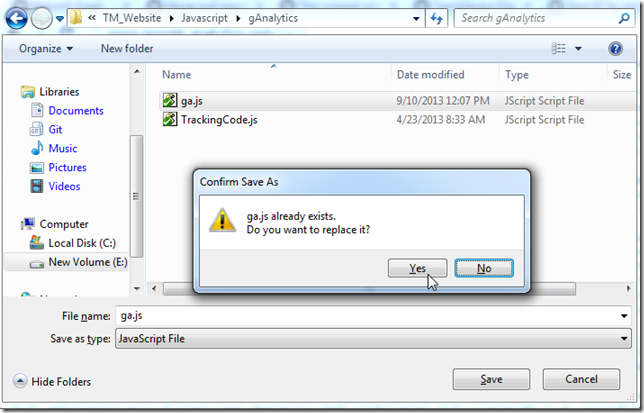 « TM_Website ▸ Javascript ▸ gAnalytics
Search gAnalytics
Organize
New folder
Name
Date modified
Type
Size
Libraries
Documents
Git
Music
Pictures
Videos
Computer
Local Disk (C:)
New Volume (E:)
ga.js 9/10/2013 12:07 PM JScript Script File
TrackingCode.js 4/23/2013 8:33 AM JScript Script File
Confirm Save As
ga.js already exists.
Do you want to replace it?
Yes
No
File name: ga.js
Save as type: JavaScript File
Hide Folders
Save
Cancel